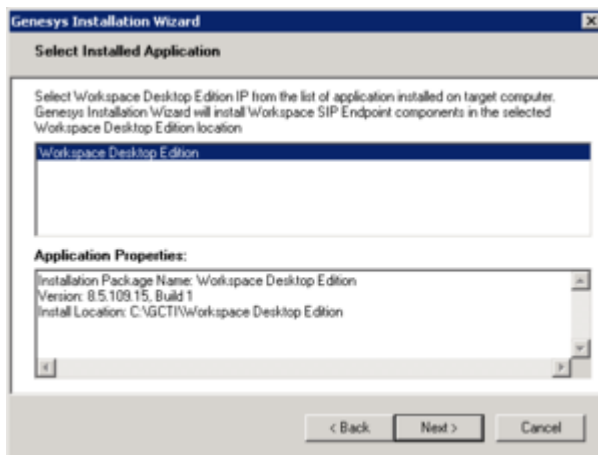 Genesys Installation Wizard
Select Installed Application
Select Workspace Desktop Edition IP from the list of application installed on target computer.
Genesys Installation Wizard will install Workspace SIP Endpoint components in the selected
Workspace Desktop Edition location
Workspace Desktop Edition
Application Properties:
Installation Package Name: Workspace Desktop Edition
Version: 8.5.109.15, Build 1
Install Location: C:\GCTI\Workspace Desktop Edition
< Back Next > Cancel